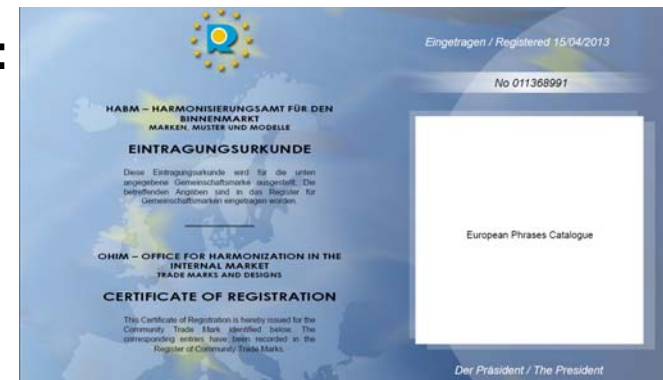 :
HABM – HARMONISIERUNGSAMT FÜR DEN
BINNENMARKT
MARKEN, MUSTER UND MODELLE
EINTRAGUNGSURKUNDE
Diese Eintragungsurkunde wird für die unten
angegebene Gemeinschaftsmarke ausgestellt. Die
betreffenden Angaben sind in das Register für
Gemeinschaftsmarken eingetragen worden.
OHIM – OFFICE FOR HARMONIZATION IN THE
INTERNAL MARKET
TRADE MARKS AND DESIGNS
CERTIFICATE OF REGISTRATION
This Certificate of Registration is hereby issued for the
Community Trade Mark identified below. The
corresponding entries have been recorded in the
Register of Community Trade Marks.
Eingetragen / Registered 15/04/2013
No 011368991
European Phrases Catalogue
Der Präsident / The President